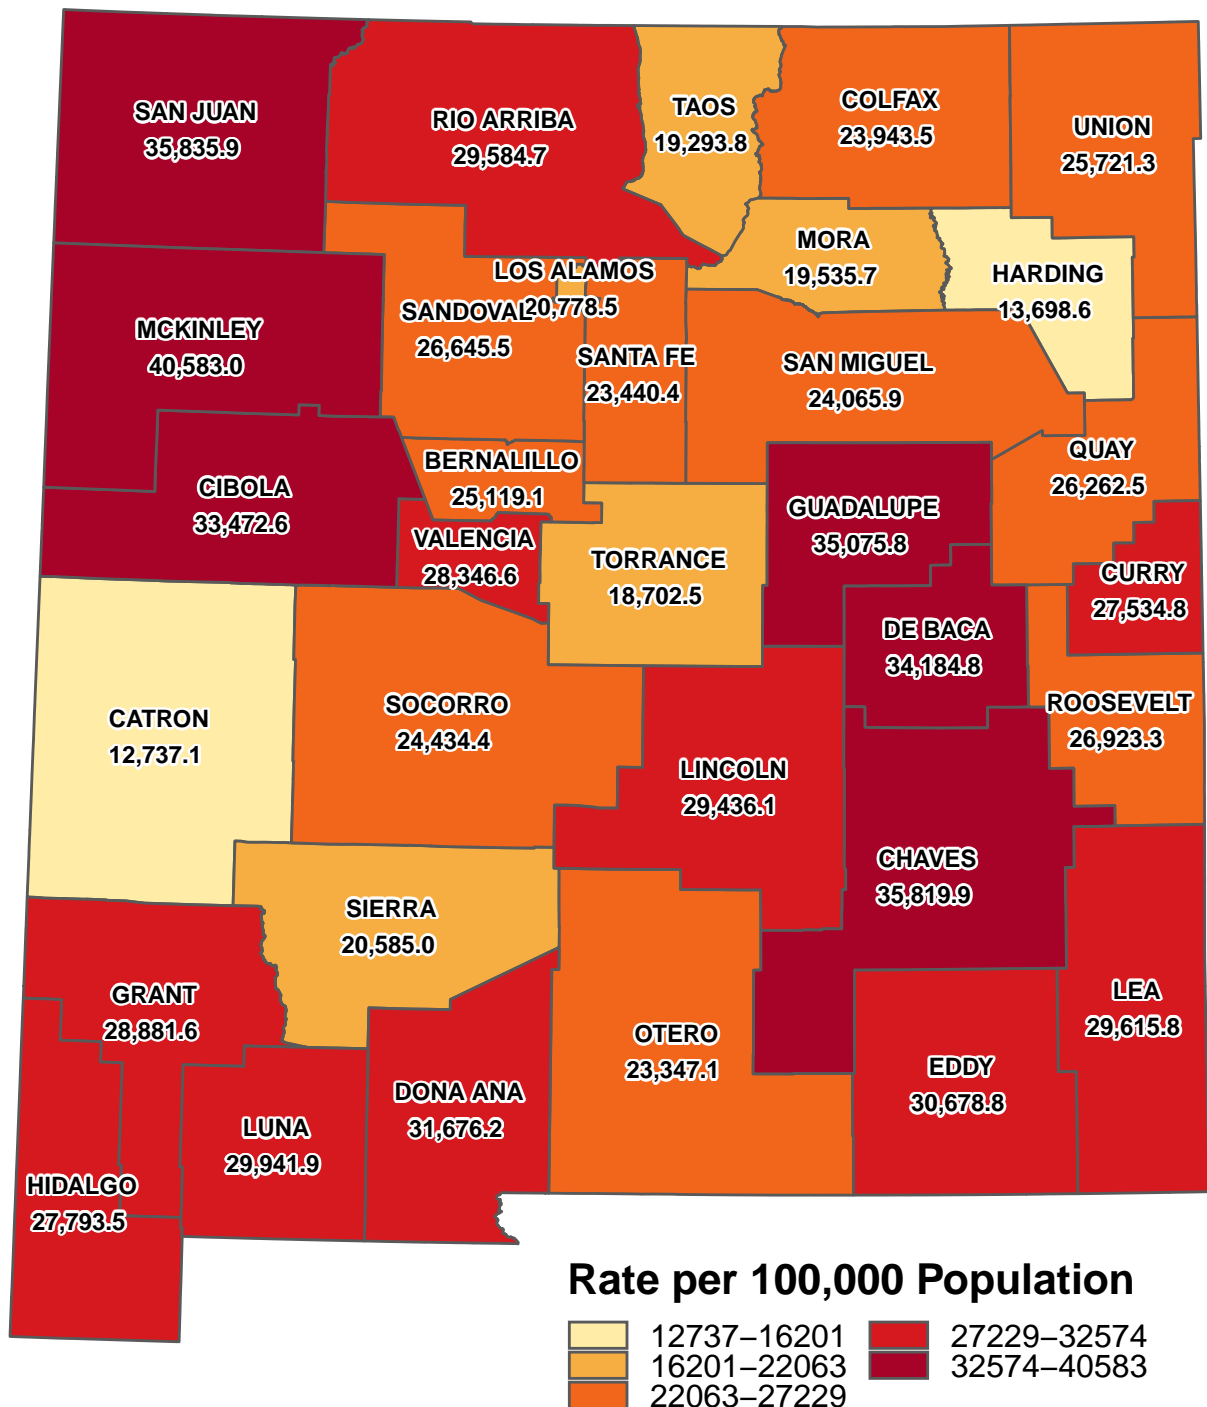 SAN JUAN
35,835.9
RIO ARRIBA
29,584.7
TAOS
19,293.8
COLFAX
23,943.5
UNION
25,721.3
MORA
19,535.7
HARDING
13,698.6
LOS ALAMOS
20,778.5
SANDOVAL
26,645.5
MCKINLEY
40,583.0
SANTA FE
23,440.4
SAN MIGUEL
24,065.9
QUAY
26,262.5
BERNALILLO
25,119.1
CIBOLA
33,472.6
GUADALUPE
35,075.8
VALENCIA
28,346.6
TORRANCE
18,702.5
CURRY
27,534.8
DE BACA
34,184.8
ROOSEVELT
26,923.3
CATRON
12,737.1
SOCORRO
24,434.4
LINCOLN
29,436.1
CHAVES
35,819.9
SIERRA
20,585.0
GRANT
28,881.6
LEA
29,615.8
OTERO
23,347.1
EDDY
30,678.8
DONA ANA
31,676.2
LUNA
29,941.9
HIDALGO
27,793.5
Rate per 100,000 Population
12737–16201
16201–22063
22063–27229
27229–32574
32574–40583